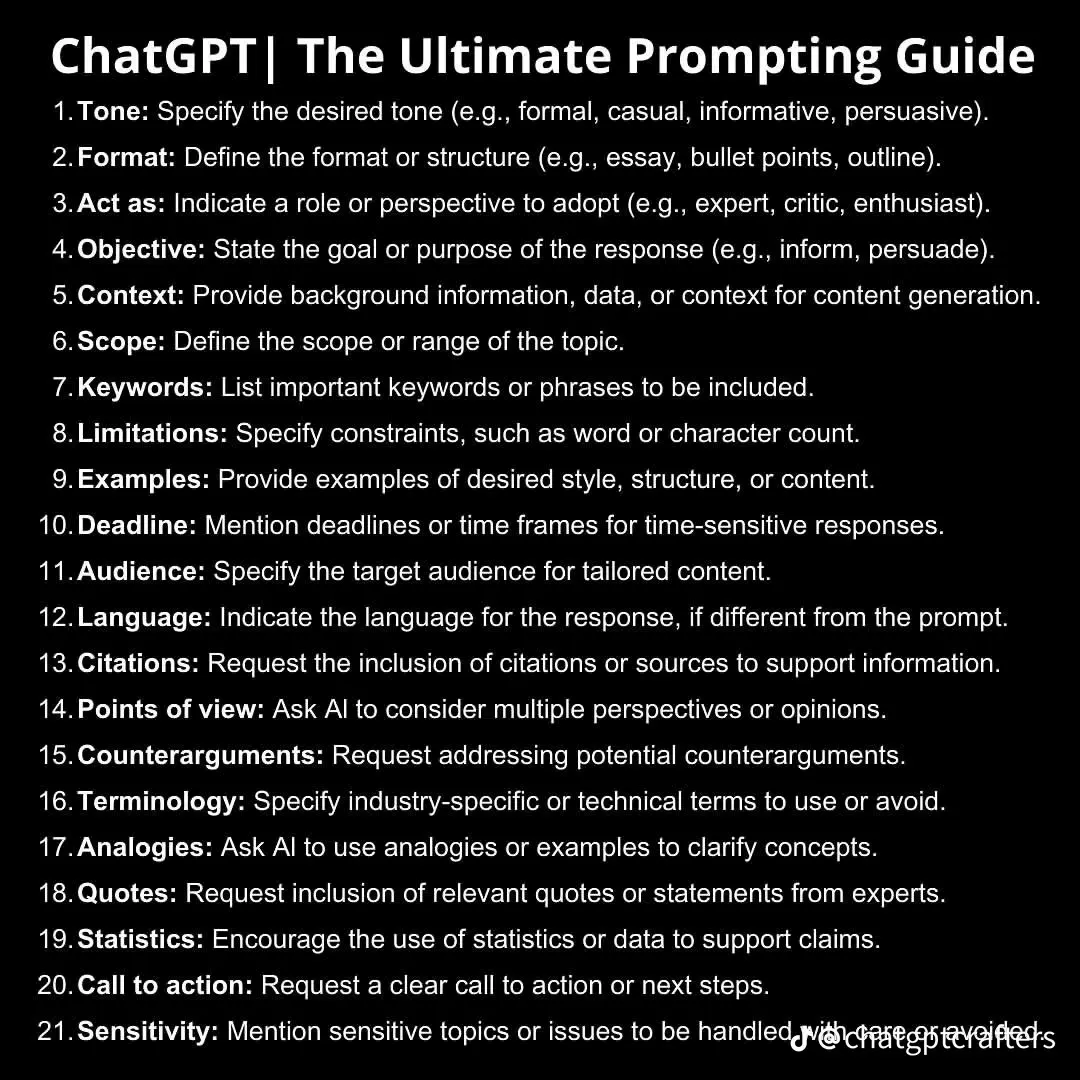 ChatGPT| The Ultimate Prompting Guide
1. Tone: Specify the desired tone (e.g., formal, casual, informative, persuasive).
2. Format: Define the format or structure (e.g., essay, bullet points, outline).
3. Act as: Indicate a role or perspective to adopt (e.g., expert, critic, enthusiast).
4. Objective: State the goal or purpose of the response (e.g., inform, persuade).
5. Context: Provide background information, data, or context for content generation.
6. Scope: Define the scope or range of the topic.
7. Keywords: List important keywords or phrases to be included.
8. Limitations: Specify constraints, such as word or character count.
9. Examples: Provide examples of desired style, structure, or content.
10. Deadline: Mention deadlines or time frames for time-sensitive responses.
11. Audience: Specify the target audience for tailored content.
12. Language: Indicate the language for the response, if different from the prompt.
13. Citations: Request the inclusion of citations or sources to support information.
14. Points of view: Ask AI to consider multiple perspectives or opinions.
15. Counterarguments: Request addressing potential counterarguments.
16. Terminology: Specify industry-specific or technical terms to use or avoid.
17. Analogies: Ask AI to use analogies or examples to clarify concepts.
18. Quotes: Request inclusion of relevant quotes or statements from experts.
19. Statistics: Encourage the use of statistics or data to support claims.
20. Call to action: Request a clear call to action or next steps.
21. Sensitivity: Mention sensitive topics or issues to be handled with care or avoided.
@chatgptcrafters